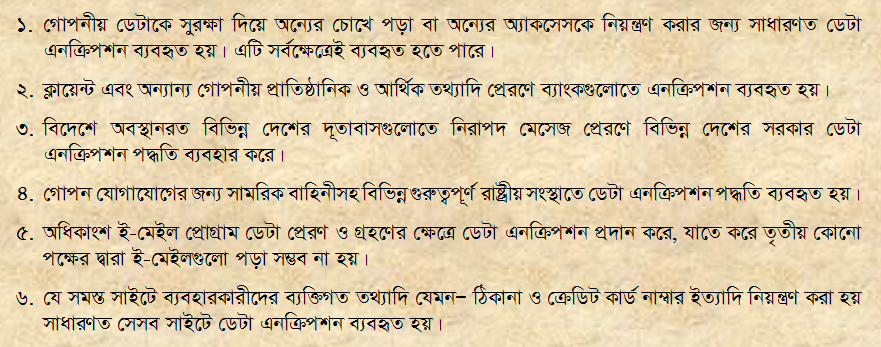 ১. গোপনীয় ডেটাকে সুরক্ষা দিয়ে অন্যের চোখে পড়া বা অন্যের অ্যাকসেসকে নিয়ন্ত্রণ করার জন্য সাধারণত ডেটা
এনক্রিপশন ব্যবহৃত হয়। এটি সর্বক্ষেত্রেই ব্যবহৃত হতে পারে।
২. ক্লায়েন্ট এবং অন্যান্য গোপনীয় প্রাতিষ্ঠানিক ও আর্থিক তথ্যাদি প্রেরণে ব্যাংকগুলোতে এনক্রিপশন ব্যবহৃত হয়।
৩. বিদেশে অবস্থানরত বিভিন্ন দেশের দূতাবাসগুলোতে নিরাপদ মেসেজ প্রেরণে বিভিন্ন দেশের সরকার ডেটা
এনক্রিপশন পদ্ধতি ব্যবহার করে।
৪. গোপন যোগাযোগের জন্য সামরিক বাহিনীসহ বিভিন্ন গুরুত্বপূর্ণ রাষ্ট্রীয় সংস্থাতে ডেটা এনক্রিপশন পদ্ধতি ব্যবহৃত হয়।
৫. অধিকাংশ ই-মেইল প্রোগ্রাম ডেটা প্রেরণ ও গ্রহণের ক্ষেত্রে ডেটা এনক্রিপশন প্রদান করে, যাতে করে তৃতীয় কোনো
পক্ষের দ্বারা ই-মেইলগুলো পড়া সম্ভব না হয়।
৬. যে সমস্ত সাইটে ব্যবহারকারীদের ব্যক্তিগত তথ্যাদি যেমন– ঠিকানা ও ক্রেডিট কার্ড নাম্বার ইত্যাদি নিয়ন্ত্রণ করা হয়
সাধারণত সেসব সাইটে ডেটা এনক্রিপশন ব্যবহৃত হয়।